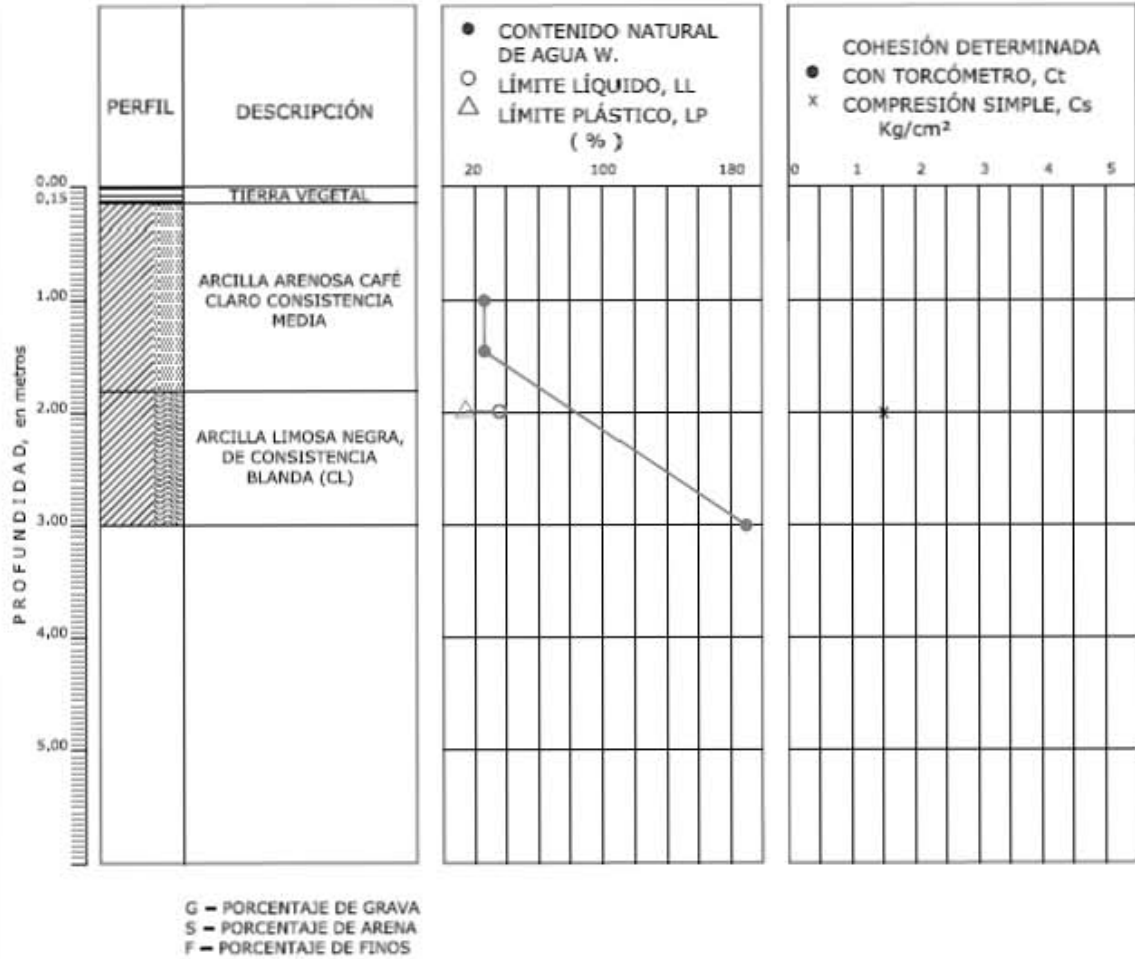 PERFIL
DESCRIPCIÓN
● CONTENIDO NATURAL
DE AGUA W.
○ LÍMITE LÍQUIDO, LL
△ LÍMITE PLÁSTICO, LP
( % )
20 100 180
COHESIÓN DETERMINADA
● CON TORCÓMETRO, Ct
x COMPRESIÓN SIMPLE, Cs
Kg/cm²
0 1 2 3 4 5
PROFUNDIDAD, en metros
0.00
0,15
1.00
2.00
3.00
4,00
5,00
TIERRA VEGETAL
ARCILLA ARENOSA CAFÉ
CLARO CONSISTENCIA
MEDIA
ARCILLA LIMOSA NEGRA,
DE CONSISTENCIA
BLANDA (CL)
G – PORCENTAJE DE GRAVA
S – PORCENTAJE DE ARENA
F – PORCENTAJE DE FINOS